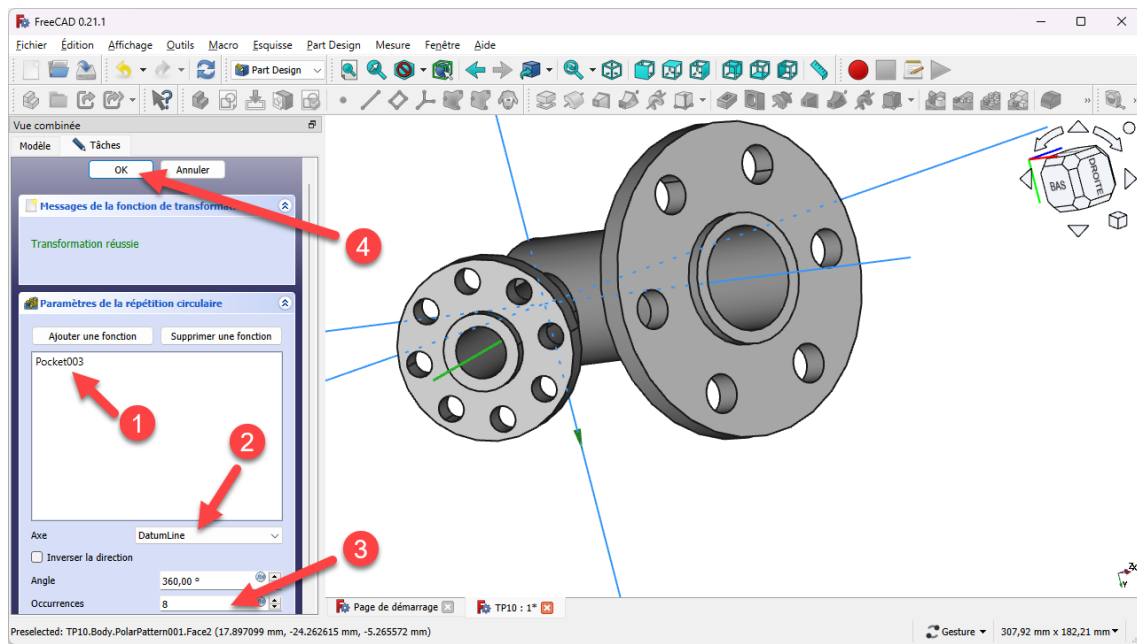 FreeCAD 0.21.1
Fichier Édition Affichage Outils Macro Esquisse Part Design Mesure Fenêtre Aide
Part Design
Vue combinée
Modèle Tâches
OK Annuler
Messages de la fonction de transformat
Transformation réussie
4
Paramètres de la répétition circulaire
Ajouter une fonction Supprimer une fonction
Pocket003
1
2
Axe DatumLine
Inverser la direction
3
Angle 360,00 °
Occurrences 8
BAS DROITE
Y
Page de démarrage TP10 : 1*
Preselected: TP10.Body.PolarPattern001.Face2 (17.897099 mm, -24.262615 mm, -5.265572 mm) Gesture 307,92 mm x 182,21 mm